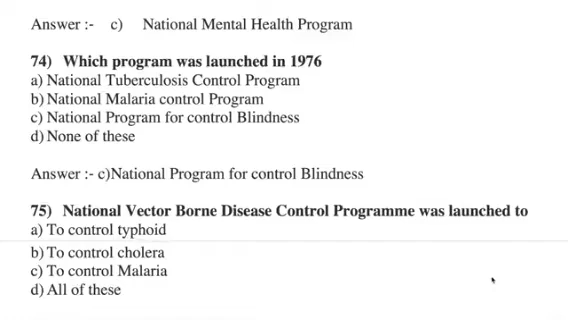 Answer :- c) National Mental Health Program
74) Which program was launched in 1976
a) National Tuberculosis Control Program
b) National Malaria control Program
c) National Program for control Blindness
d) None of these
Answer :- c)National Program for control Blindness
75) National Vector Borne Disease Control Programme was launched to
a) To control typhoid
b) To control cholera
c) To control Malaria
d) All of these